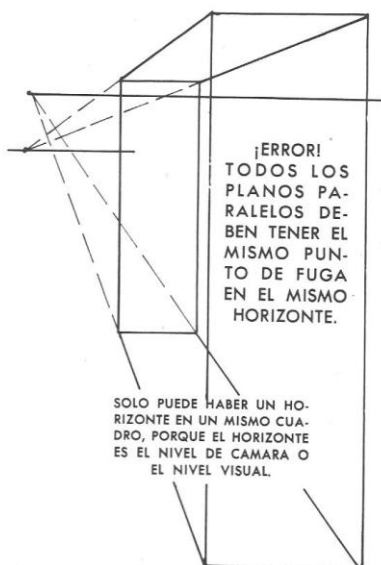 ¡ERROR!
TODOS LOS
PLANOS PA-
RALELOS DE-
BEN TENER EL
MISMO PUN-
TO DE FUGA
EN EL MISMO
HORIZONTE.
SOLO PUEDE HABER UN HO-
RIZONTE EN UN MISMO CUA-
DRO, PORQUE EL HORIZONTE
ES EL NIVEL DE CAMARA O
EL NIVEL VISUAL.